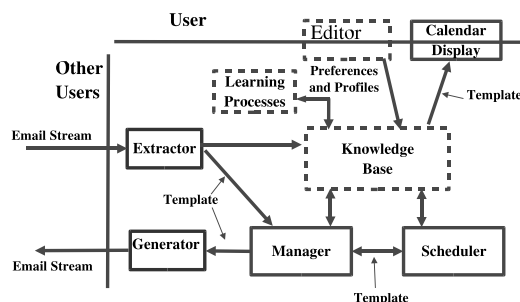 User
Editor
Calendar
Display
Other
Users
Learning
Processes
Preferences
and Profiles
Template
Email Stream
Extractor
Knowledge
Base
Template
Generator
Manager
Scheduler
Email Stream
Template